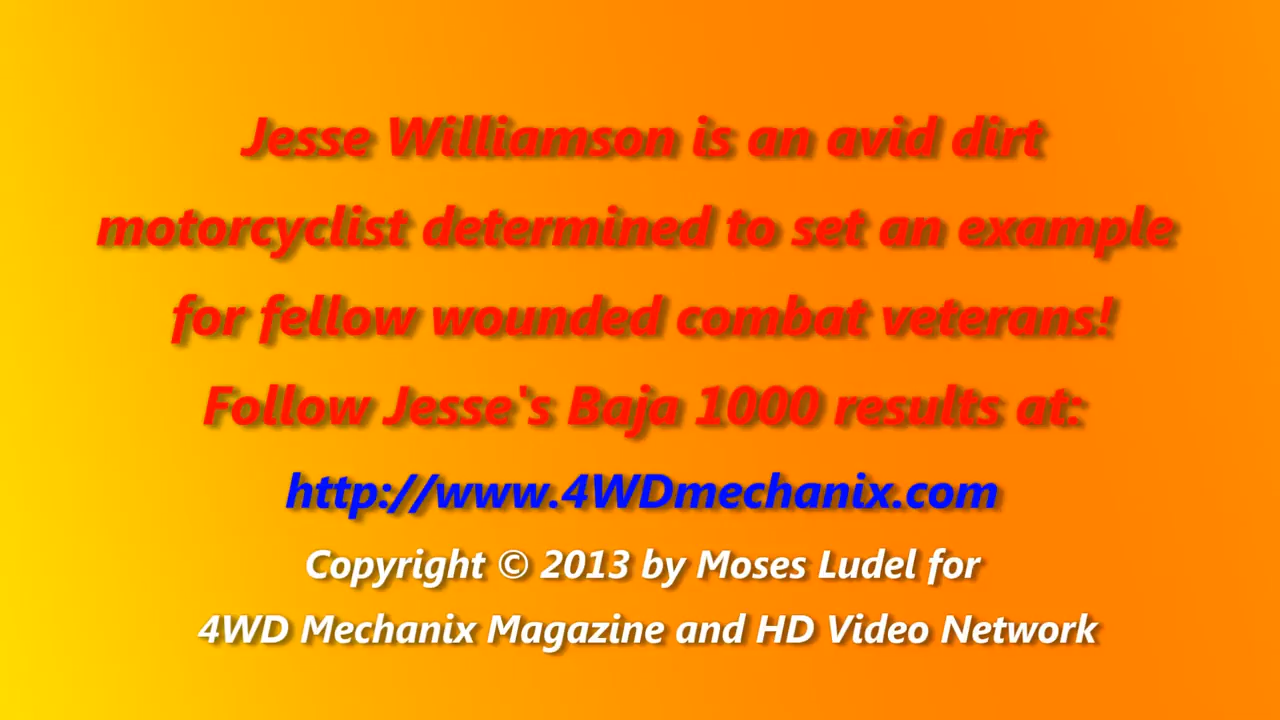 Jesse Williamson is an avid dirt
motorcyclist determined to set an example
for fellow wounded combat veterans!
Follow Jesse's Baja 1000 results at:
http://www.4WDmechanix.com
Copyright © 2013 by Moses Ludel for
4WD Mechanix Magazine and HD Video Network